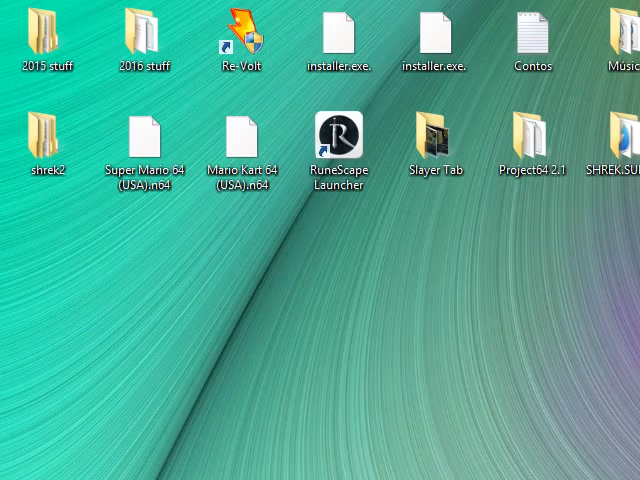 2015 stuff
2016 stuff
Re-Volt
installer.exe.
installer.exe.
Contos
Músic
shrek2
Super Mario 64
(USA).n64
Mario Kart 64
(USA).n64
RuneScape
Launcher
Slayer Tab
Project64 2.1
SHREK.SU